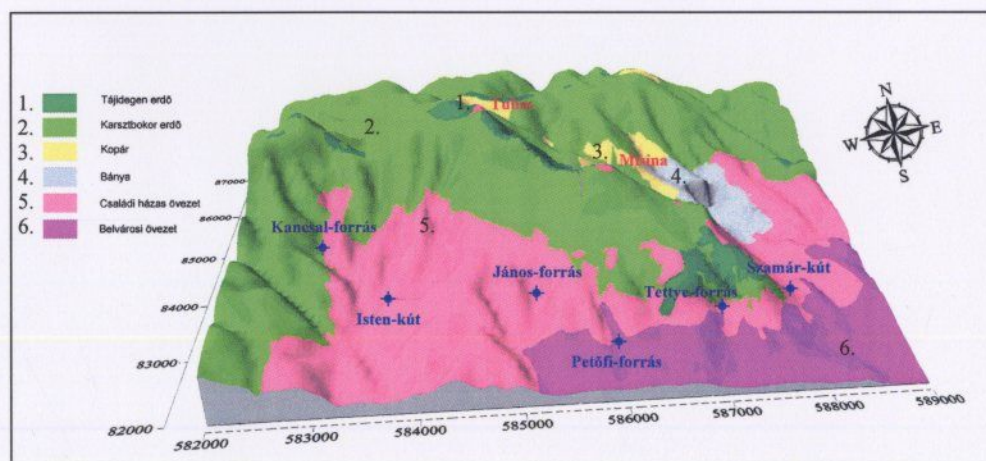 1. Tájidegen erdő
2. Karsztbokor erdő
3. Kopár
4. Bánya
5. Családi házas övezet
6. Belvárosi övezet
1. Tubes
2.
3. Misina
4.
N
W E
S
5.
Kancsal-forrás
János-forrás
Szamár-kút
Isten-kút
Tettye-forrás
Petőfi-forrás
6.
87000
86000
85000
84000
83000
82000
582000 583000 584000 585000 586000 587000 588000 589000